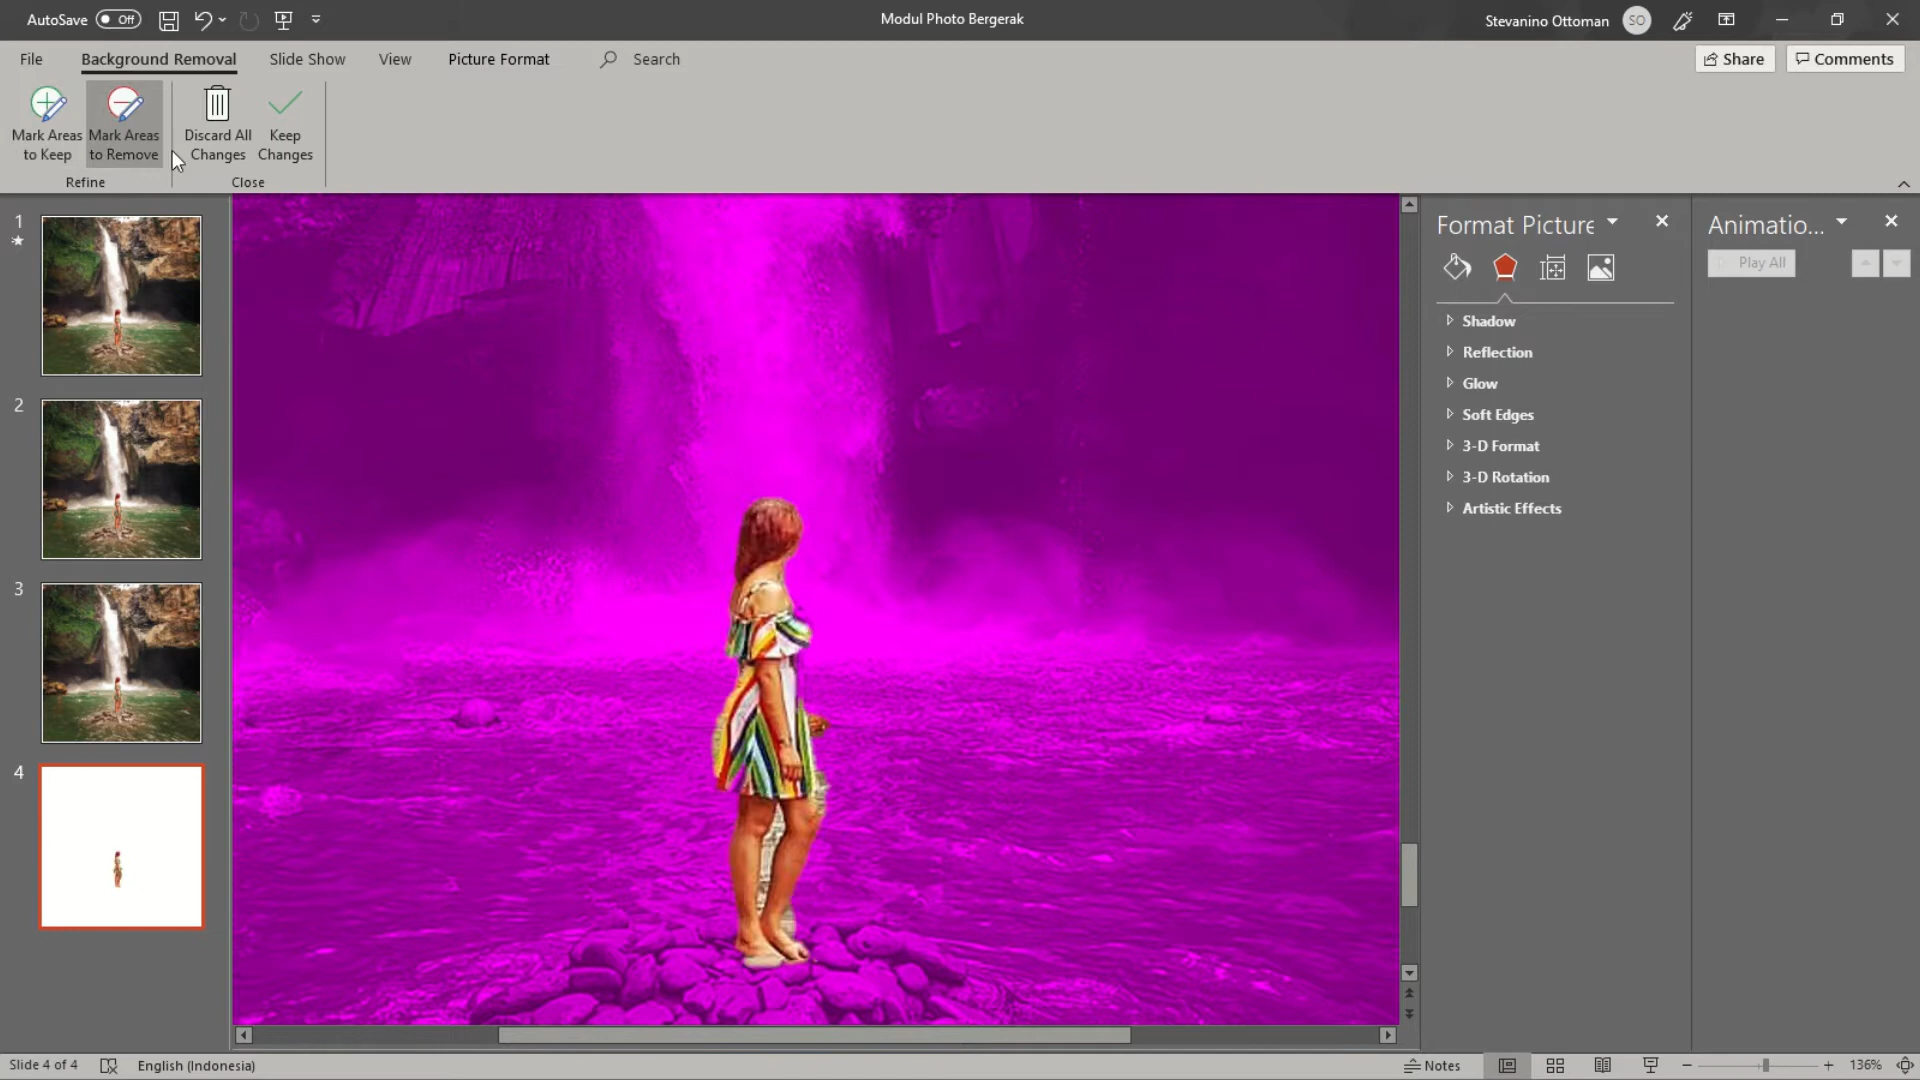 AutoSave Off
Modul Photo Bergerak
Stevanino Ottoman SO
File Background Removal Slide Show View Picture Format Search
Share Comments
Mark Areas to Keep
Mark Areas to Remove
Discard All Changes
Keep Changes
Refine Close
1
2
3
4
Format Picture
Shadow
Reflection
Glow
Soft Edges
3-D Format
3-D Rotation
Artistic Effects
Animatio...
Play All
Slide 4 of 4 English (Indonesia) Notes 136%